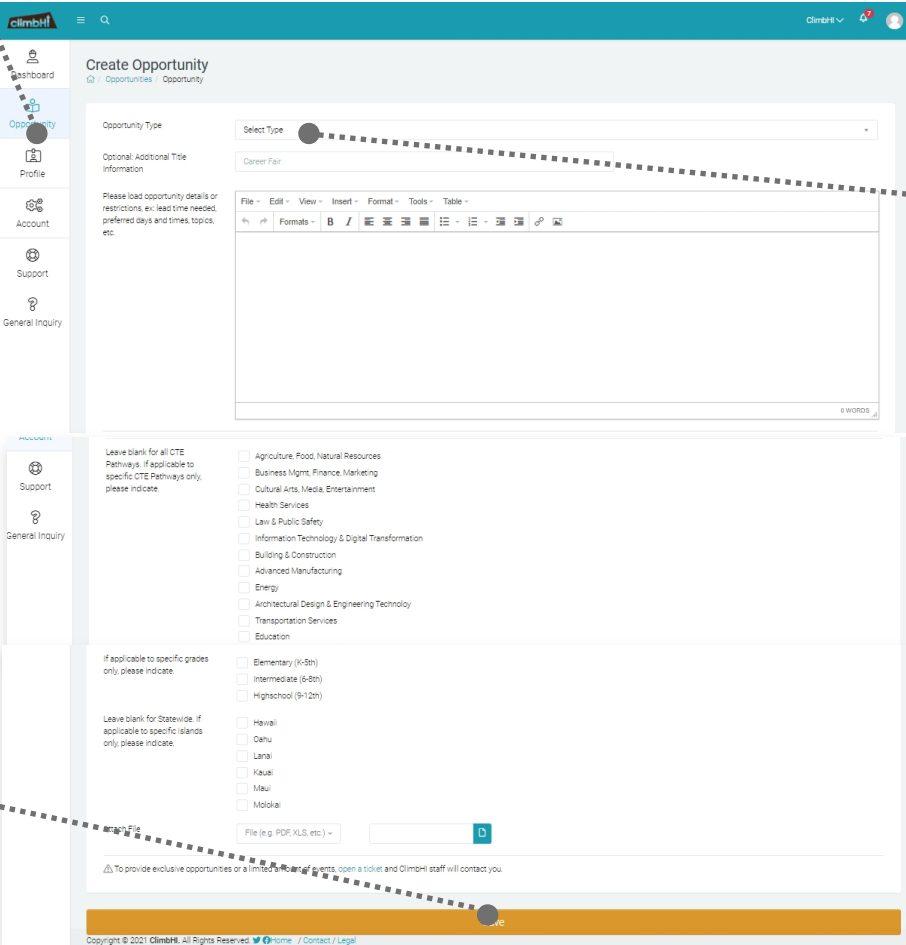 climbHI
ClimbHI
7
Dashboard
Opportunity
Profile
Account
Support
General Inquiry
Create Opportunity
/ Opportunities / Opportunity
Opportunity Type
Select Type
Optional: Additional Title
Information
Career Fair
Please load opportunity details or
restrictions, ex: lead time needed,
preferred days and times, topics,
etc.
File Edit View Insert Format Tools Table
Formats B I
0 WORDS
Account
Support
General Inquiry
Leave blank for all CTE
Pathways. If applicable to
specific CTE Pathways only,
please indicate.
Agriculture, Food, Natural Resources
Business Mgmt, Finance, Marketing
Cultural Arts, Media, Entertainment
Health Services
Law & Public Safety
Information Technology & Digital Transformation
Building & Construction
Advanced Manufacturing
Energy
Architectural Design & Engineering Technoloy
Transportation Services
Education
If applicable to specific grades
only, please indicate.
Elementary (K-5th)
Intermediate (6-8th)
Highschool (9-12th)
Leave blank for Statewide. If
applicable to specific islands
only, please indicate.
Hawaii
Oahu
Lanai
Kauai
Maui
Molokai
Attach File
File (e.g. PDF, XLS, etc.)
To provide exclusive opportunities or a limited amount of events, open a ticket and ClimbHI staff will contact you.
Copyright © 2021 ClimbHI. All Rights Reserved. Home / Contact / Legal